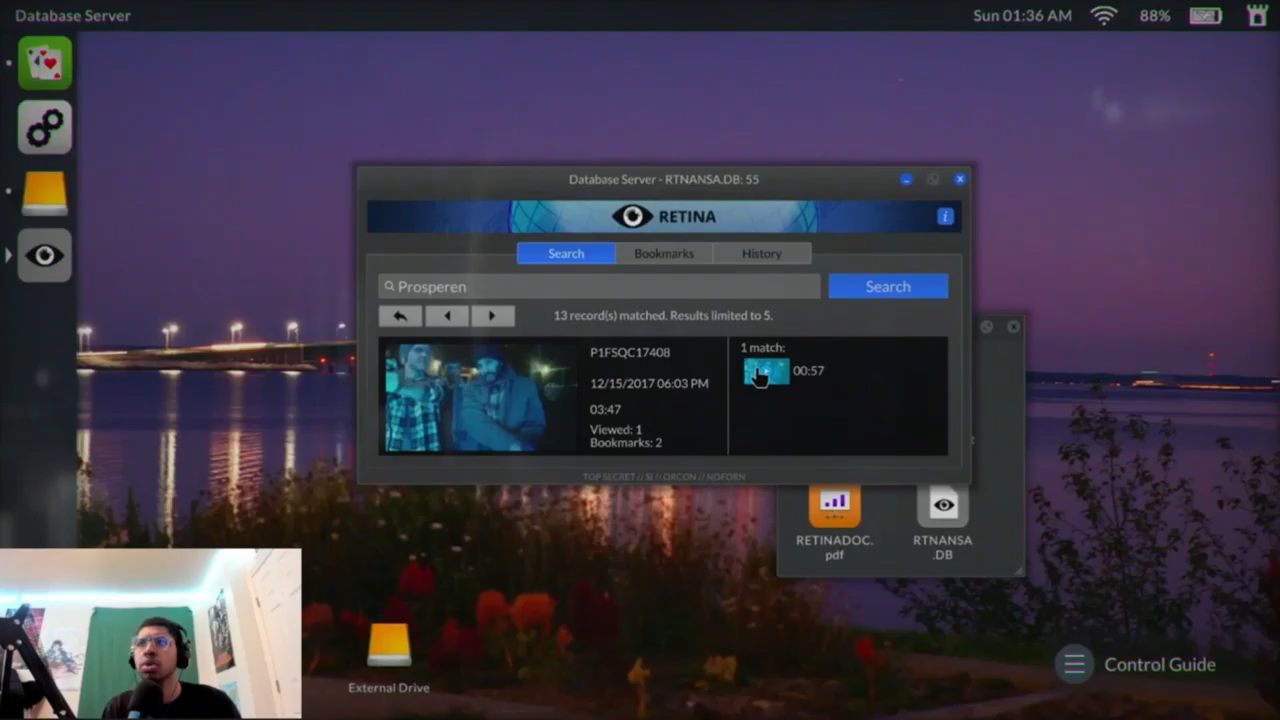 Database Server
Sun 01:36 AM
88%
Database Server - RTNANSA.DB: 55
RETINA
i
Search
Bookmarks
History
Prosperen
Search
13 record(s) matched. Results limited to 5.
P1FSQC17408
12/15/2017 06:03 PM
03:47
Viewed: 1
Bookmarks: 2
1 match:
00:57
TOP SECRET // SI // ORCON // NOFORN
RETINADOC.
pdf
RTNANSA
.DB
External Drive
Control Guide